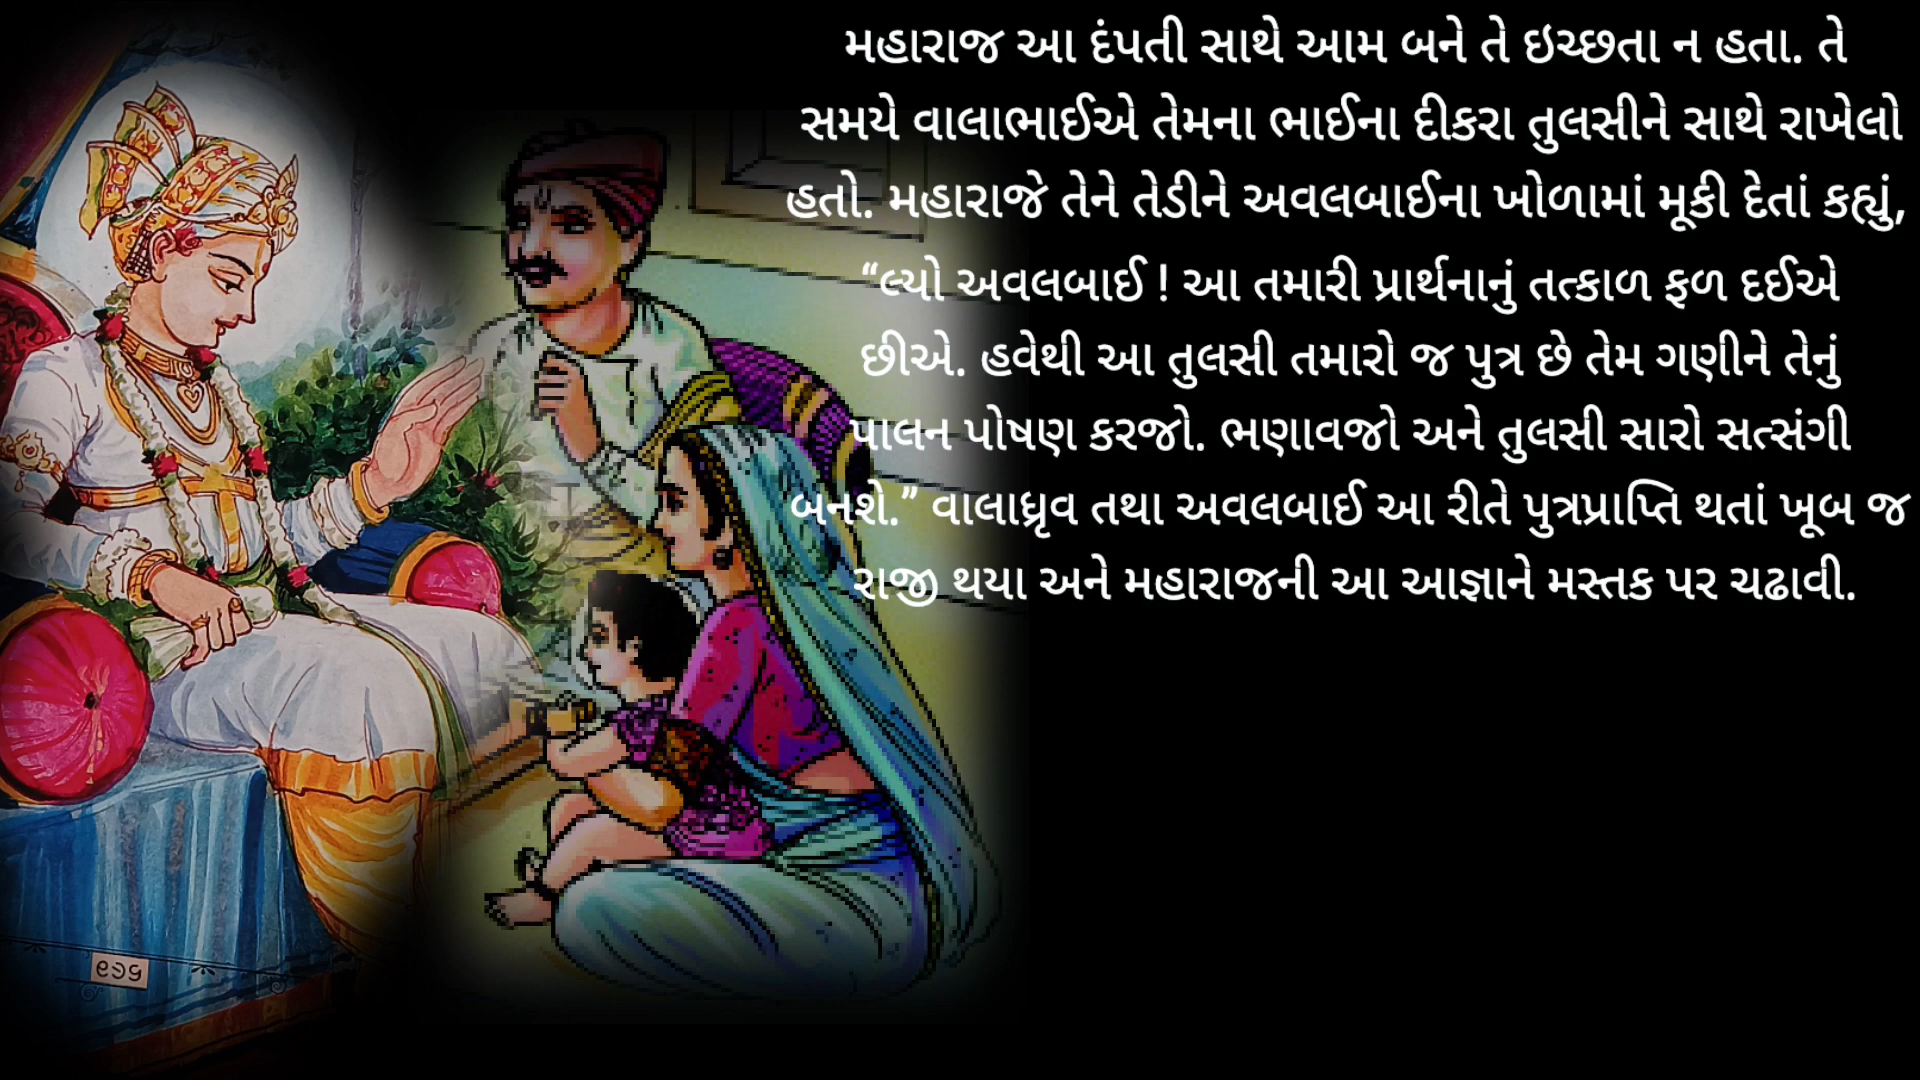 મહારાજ આ દંપતી સાથે આમ બને તે ઇચ્છતા ન હતા. તે
સમયે વાલાભાઈએ તેમના ભાઈના દીકરા તુલસીને સાથે રાખેલો
હતો. મહારાજે તેને તેડીને અવલબાઈના ખોળામાં મૂકી દેતાં કહ્યું,
“લ્યો અવલબાઈ ! આ તમારી પ્રાર્થનાનું તત્કાળ ફળ દઈએ
છીએ. હવેથી આ તુલસી તમારો જ પુત્ર છે તેમ ગણીને તેનું
પાલન પોષણ કરજો. ભણાવજો અને તુલસી સારો સત્સંગી
બનશે.” વાલાધ્રૃવ તથા અવલબાઈ આ રીતે પુત્રપ્રાપ્તિ થતાં ખૂબ જ
રાજી થયા અને મહારાજની આ આજ્ઞાને મસ્તક પર ચઢાવી.